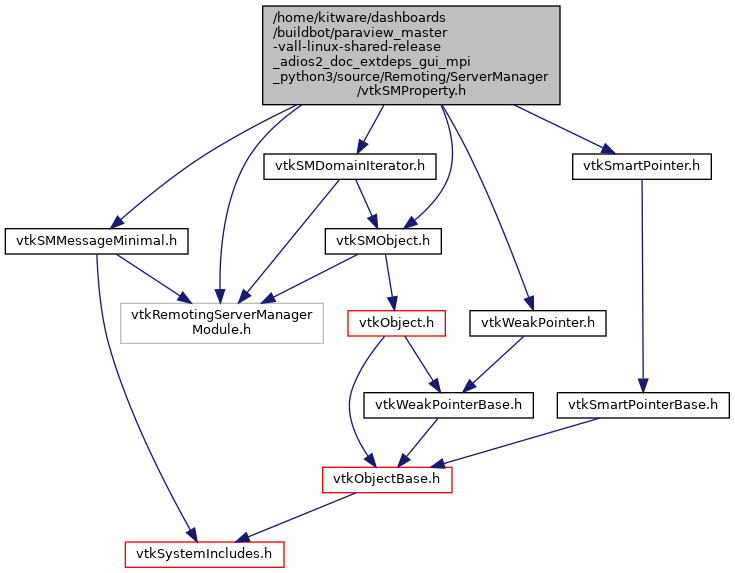 /home/kitware/dashboards
/buildbot/paraview_master
-vall-linux-shared-release
_adios2_doc_extdeps_gui_mpi
_python3/source/Remoting/ServerManager
/vtkSMProperty.h
vtkSMDomainIterator.h
vtkSmartPointer.h
vtkSMMessageMinimal.h
vtkSMObject.h
vtkRemotingServerManager
Module.h
vtkObject.h
vtkWeakPointer.h
vtkWeakPointerBase.h
vtkSmartPointerBase.h
vtkObjectBase.h
vtkSystemIncludes.h